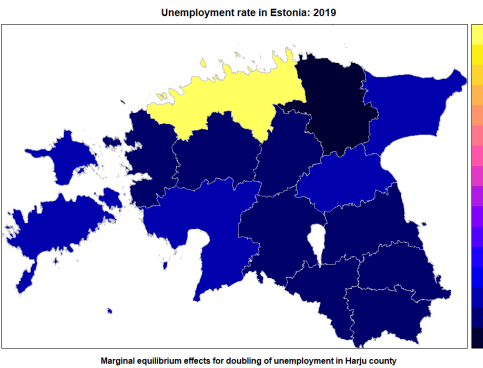 Unemployment rate in Estonia: 2019
Marginal equilibrium effects for doubling of unemployment in Harju county